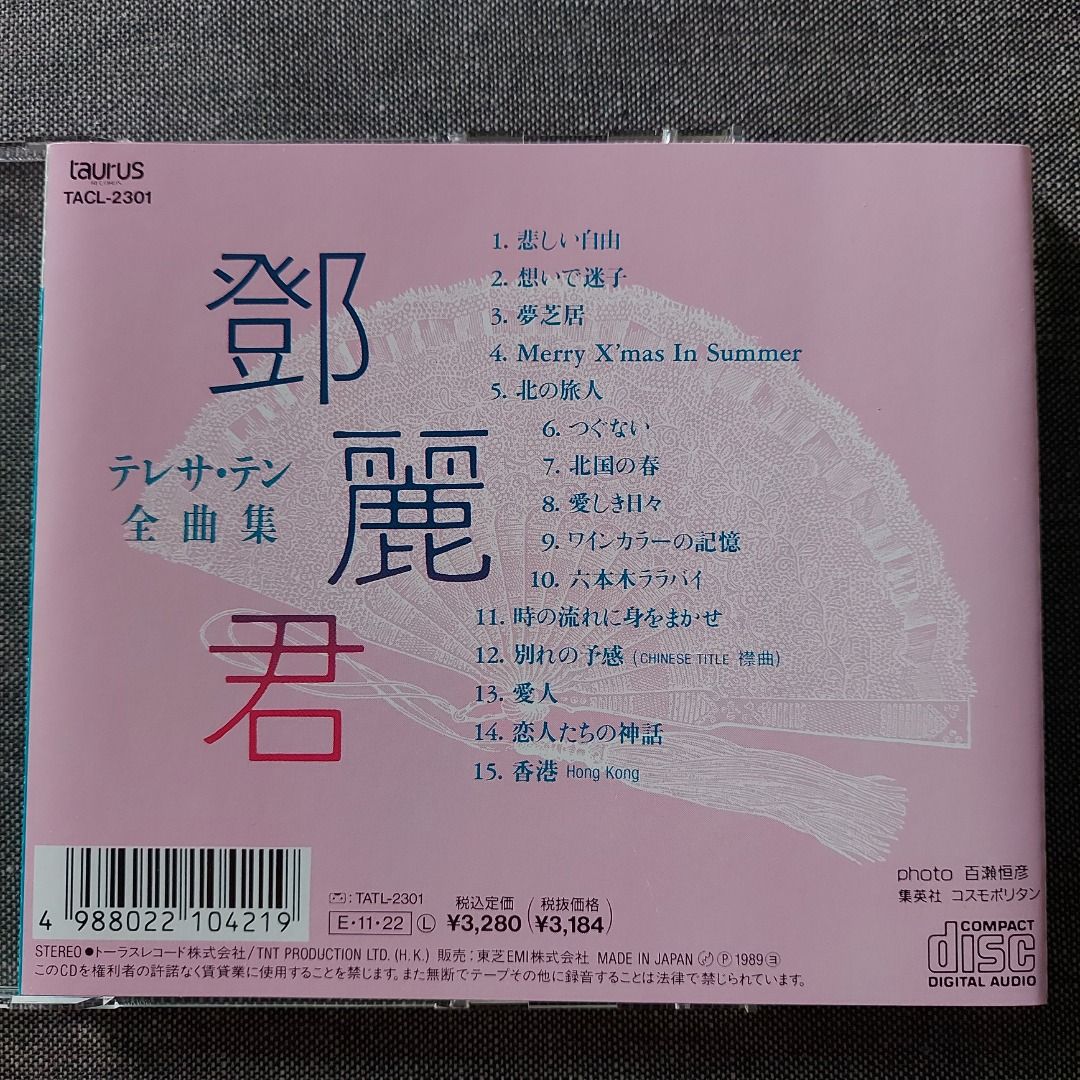 taurus
RECORDS
TACL-2301
鄧
麗
君
テレサ・テン
全曲集
1. 悲しい自由
2. 想いで迷子
3. 夢芝居
4. Merry X'mas In Summer
5. 北の旅人
6. つぐない
7. 北国の春
8. 愛しき日々
9. ワインカラーの記憶
10. 六本木ララバイ
11. 時の流れに身をまかせ
12. 別れの予感 (CHINESE TITLE 襟曲)
13. 愛人
14. 恋人たちの神話
15. 香港 Hong Kong
photo 百瀬恒彦
集英社 コスモポリタン
4 988022 104219
:TATL-2301
E・11・22 Ⓛ
税込定価 ¥3,280 (税抜価格 ¥3,184)
STEREO ●トーラスレコード株式会社/TNT PRODUCTION LTD. (H.K.) 販売:東芝EMI株式会社 MADE IN JAPAN Ⓟ 1989 ㋵
このCDを権利者の許諾なく賃貸業に使用することを禁じます。また無断でテープその他に録音することは法律で禁じられています。
COMPACT
disc
DIGITAL AUDIO